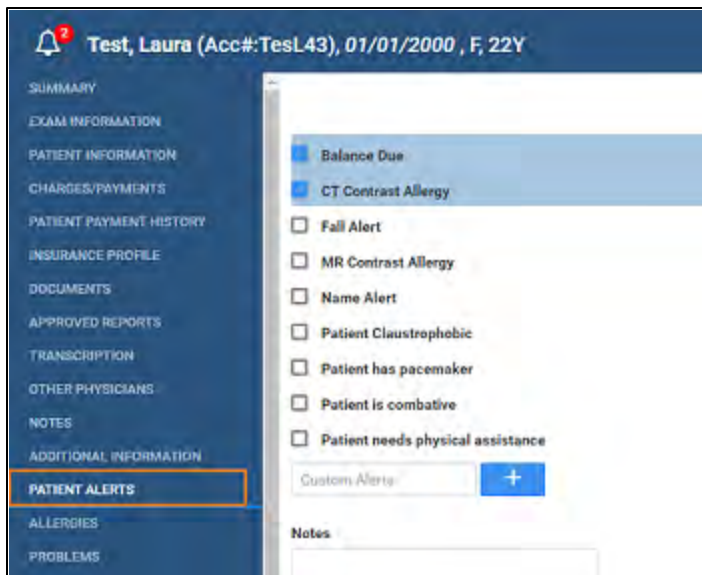 2
Test, Laura (Acc#:TesL43), 01/01/2000 , F, 22Y
SUMMARY
EXAM INFORMATION
PATIENT INFORMATION
CHARGES/PAYMENTS
PATIENT PAYMENT HISTORY
INSURANCE PROFILE
DOCUMENTS
APPROVED REPORTS
TRANSCRIPTION
OTHER PHYSICIANS
NOTES
ADDITIONAL INFORMATION
PATIENT ALERTS
ALLERGIES
PROBLEMS
Balance Due
CT Contrast Allergy
Fall Alert
MR Contrast Allergy
Name Alert
Patient Claustrophobic
Patient has pacemaker
Patient is combative
Patient needs physical assistance
Custom Alerts
+
Notes